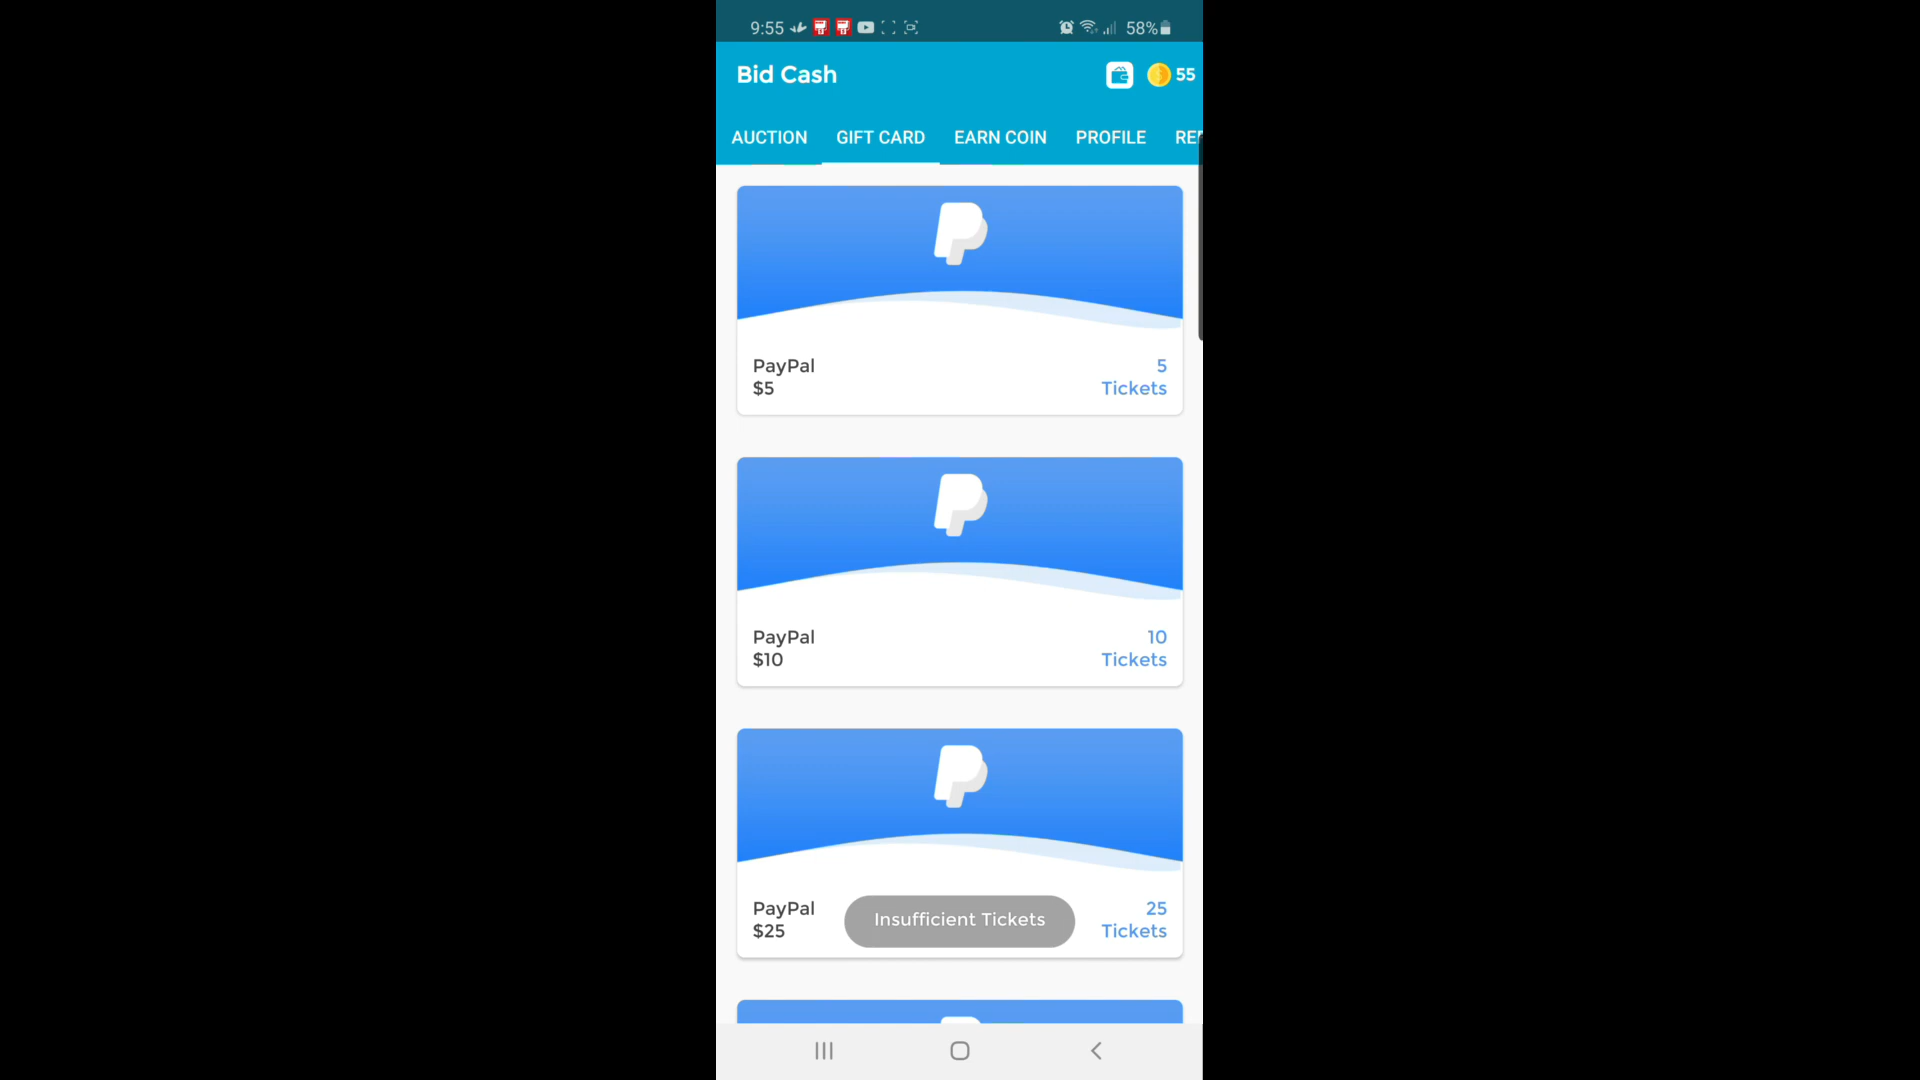 9:55
58%
Bid Cash
55
AUCTION GIFT CARD EARN COIN PROFILE
PayPal
$5
5
Tickets
PayPal
$10
10
Tickets
PayPal
$25
Insufficient Tickets
25
Tickets